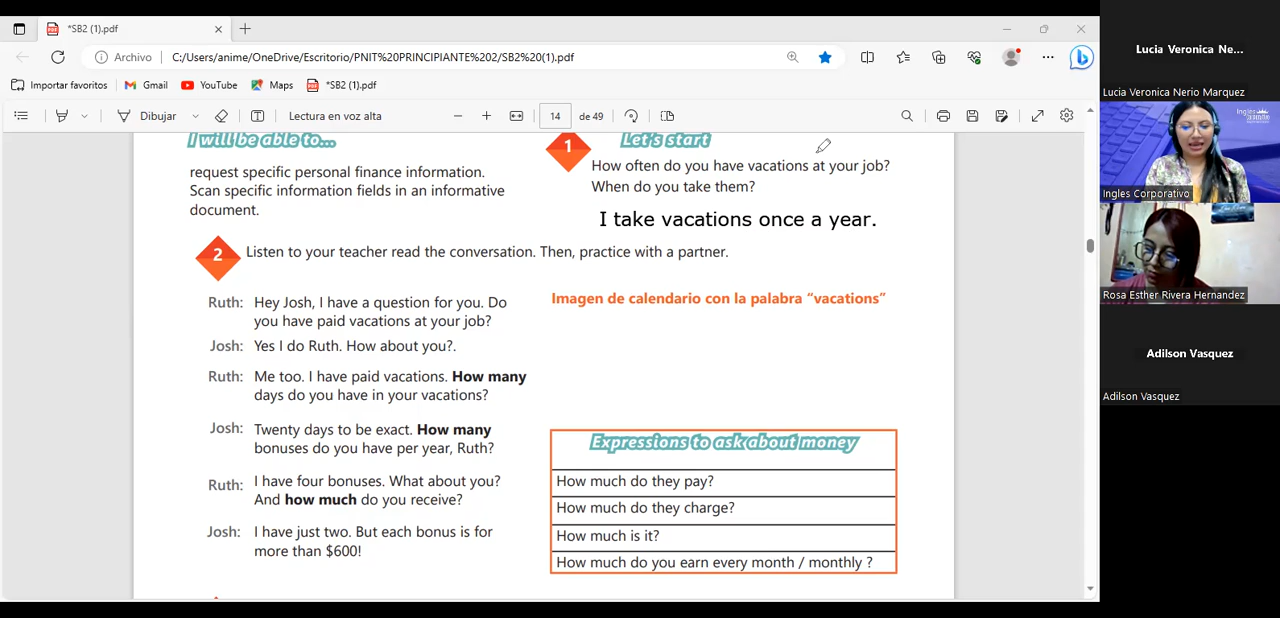 *SB2 (1).pdf
Archivo
C:/Users/anime/OneDrive/Escritorio/PNIT%20PRINCIPIANTE%202/SB2%20(1).pdf
Importar favoritos
Gmail
YouTube
Maps
*SB2 (1).pdf
Dibujar
Lectura en voz alta
14
de 49
I will be able to...
request specific personal finance information.
Scan specific information fields in an informative
document.
1
Let's start
How often do you have vacations at your job?
When do you take them?
I take vacations once a year.
2
Listen to your teacher read the conversation. Then, practice with a partner.
Ruth: Hey Josh, I have a question for you. Do
you have paid vacations at your job?
Josh: Yes I do Ruth. How about you?.
Ruth: Me too. I have paid vacations. How many
days do you have in your vacations?
Josh: Twenty days to be exact. How many
bonuses do you have per year, Ruth?
Ruth: I have four bonuses. What about you?
And how much do you receive?
Josh: I have just two. But each bonus is for
more than $600!
Imagen de calendario con la palabra “vacations”
Expressions to ask about money
How much do they pay?
How much do they charge?
How much is it?
How much do you earn every month / monthly ?
Lucia Veronica Ne...
Lucia Veronica Nerio Marquez
Ingles Corporativo
Rosa Esther Rivera Hernandez
Adilson Vasquez
Adilson Vasquez